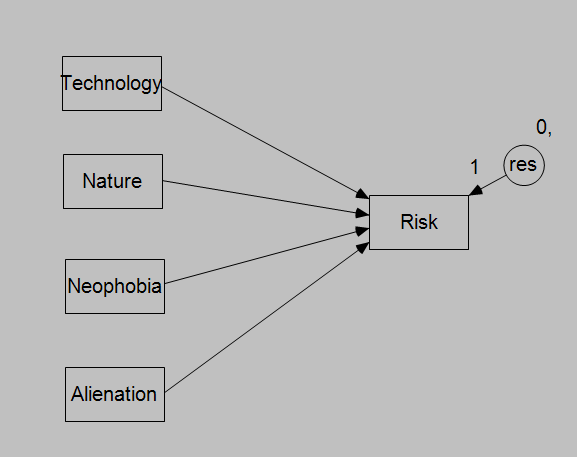 Technology
0,
1
res
Nature
Risk
Neophobia
Alienation